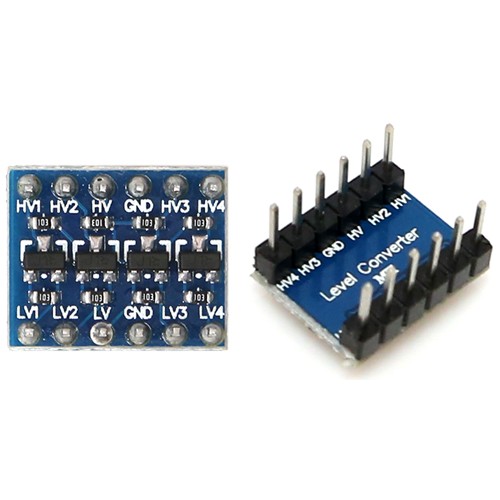 HV1 HV2 HV GND HV3 HV4
103 103 103 103
103 103 103 103
LV1 LV2 LV GND LV3 LV4
HV4 HV3 GND HV HV2 HV1
Level Converter